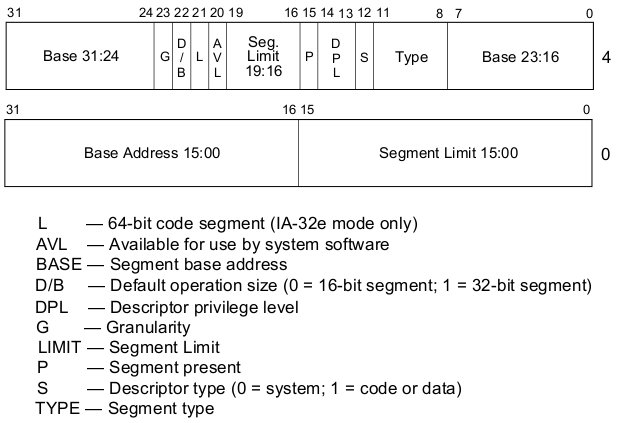 31 24 23 22 21 20 19 16 15 14 13 12 11 8 7 0
Base 31:24 G D/B L AVL Seg. Limit 19:16 P DPL S Type Base 23:16 4
31 16 15 0
Base Address 15:00 Segment Limit 15:00 0
L — 64-bit code segment (IA-32e mode only)
AVL — Available for use by system software
BASE — Segment base address
D/B — Default operation size (0 = 16-bit segment; 1 = 32-bit segment)
DPL — Descriptor privilege level
G — Granularity
LIMIT — Segment Limit
P — Segment present
S — Descriptor type (0 = system; 1 = code or data)
TYPE — Segment type